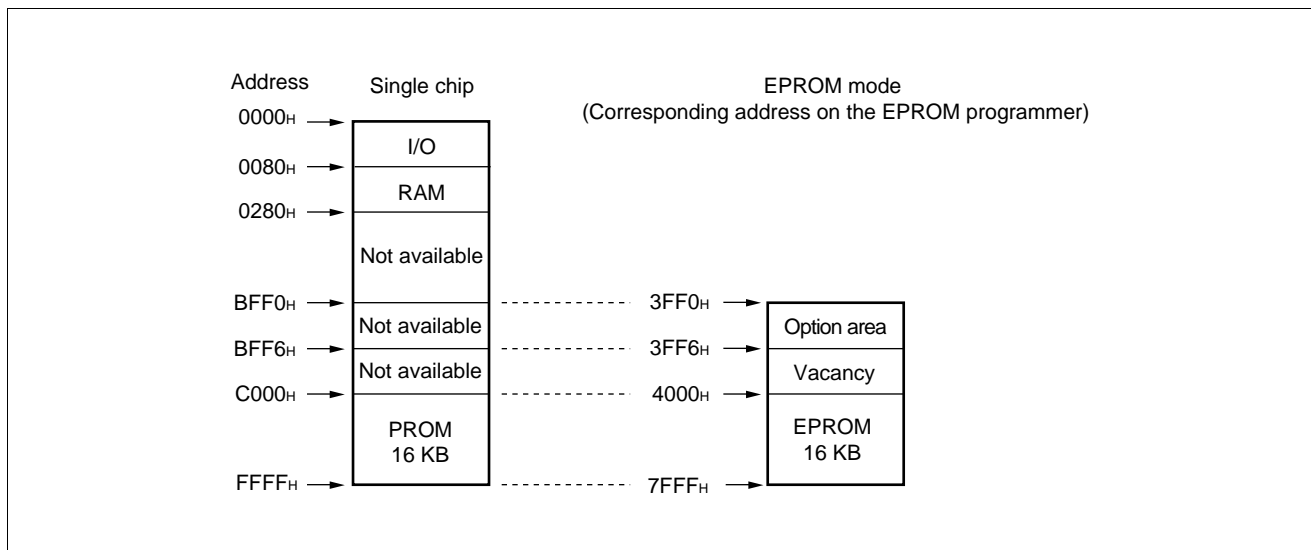 Address
Single chip
EPROM mode
(Corresponding address on the EPROM programmer)
0000H
I/O
0080H
RAM
0280H
Not available
BFF0H
3FF0H
Not available
Option area
BFF6H
3FF6H
Not available
Vacancy
C000H
4000H
PROM
16 KB
EPROM
16 KB
FFFFH
7FFFH